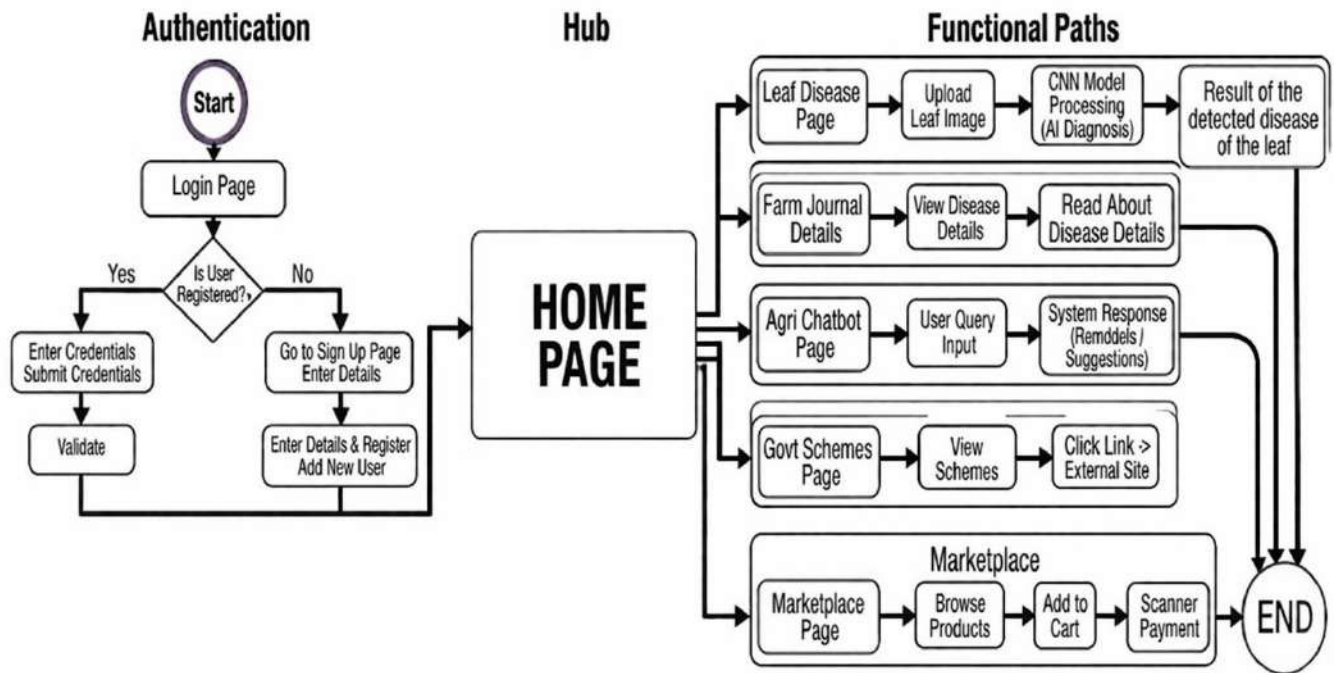 Authentication
Hub
Functional Paths
Start
Login Page
Is User
Registered?
Yes
No
Enter Credentials
Submit Credentials
Validate
Go to Sign Up Page
Enter Details
Enter Details & Register
Add New User
HOME
PAGE
Leaf Disease
Page
Upload
Leaf Image
CNN Model
Processing
(AI Diagnosis)
Result of the
detected disease
of the leaf
Farm Journal
Details
View Disease
Details
Read About
Disease Details
Agri Chatbot
Page
User Query
Input
System Response
(Remddels /
Suggestions)
Govt Schemes
Page
View
Schemes
Click Link ->
External Site
Marketplace
Marketplace
Page
Browse
Products
Add to
Cart
Scanner
Payment
END